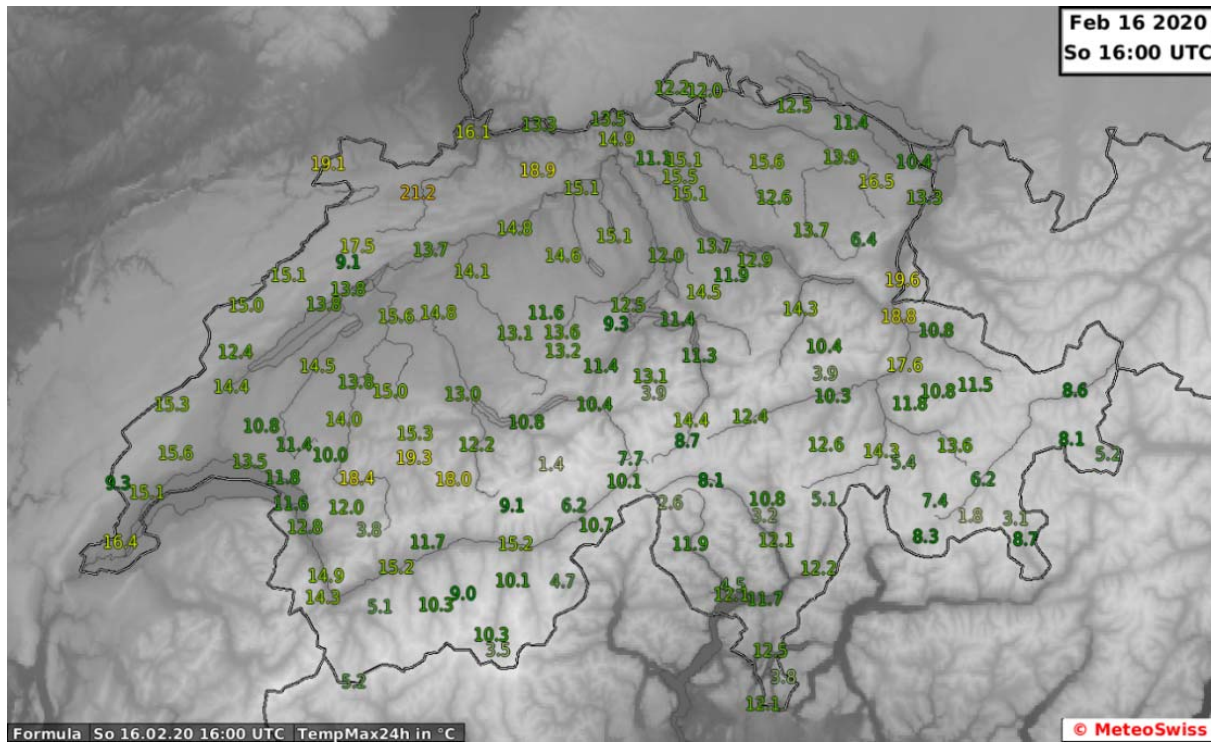 Feb 16 2020
So 16:00 UTC
12.2 12.0
12.5
13.5
13.3 11.4
16.1
14.9
19.1 11.1 15.1 15.6 13.9 10.4
18.9
15.5 16.5
21.2 15.1 15.1 12.6 13.3
14.8 15.1 13.7 6.4
17.5 13.7 14.6 12.0 13.7
9.1 12.9
15.1 14.1 11.9 19.6
13.8 14.5
15.0 13.8 12.5 14.3
15.6 14.8 11.6 9.3 11.4 18.8
13.1 13.6 10.8
12.4 13.2 11.3 10.4
14.5 11.4 17.6
14.4 13.8 13.1 3.9 11.5
15.0 13.0 3.9 10.8 8.6
15.3 10.4 10.3 11.8
10.8 14.0 10.8 14.4 12.4
15.3 8.7 8.1
11.4 12.2 12.6 14.3 13.6
15.6 10.0 19.3 7.7 5.2
13.5 1.4 5.4
9.3 11.8 18.4 18.0 10.1 8.1 6.2
15.1
11.6 12.0 9.1 6.2 2.6 10.8 5.1 7.4
12.8 3.8 10.7 3.2 1.8 3.1
16.4 11.7 15.2 11.9 12.1 8.3 8.7
14.9 15.2 12.2
10.1 4.7 4.5
14.3 5.1 10.3 9.0 12.1 11.7
10.3
3.5 12.5
5.2 3.8
12.1
Formula So 16.02.20 16:00 UTC TempMax24h in °C
© MeteoSwiss